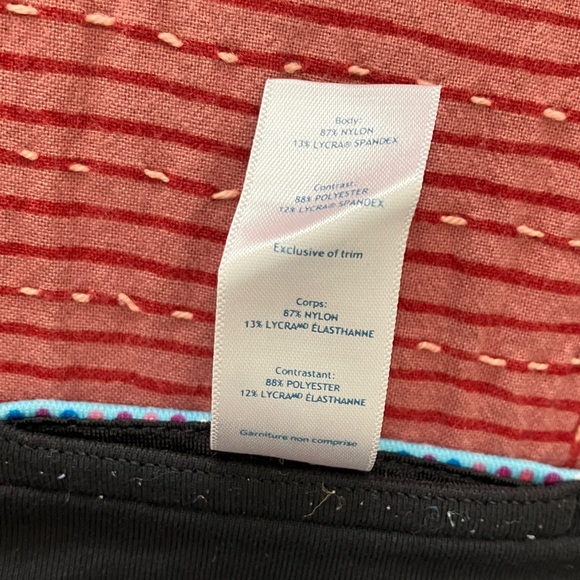 Body:
87% NYLON
13% LYCRA® SPANDEX
Contrast:
88% POLYESTER
12% LYCRA® SPANDEX
Exclusive of trim
Corps:
87% NYLON
13% LYCRAᴹᴰ ÉLASTHANNE
Contrastant:
88% POLYESTER
12% LYCRAᴹᴰ ÉLASTHANNE
Garniture non comprise